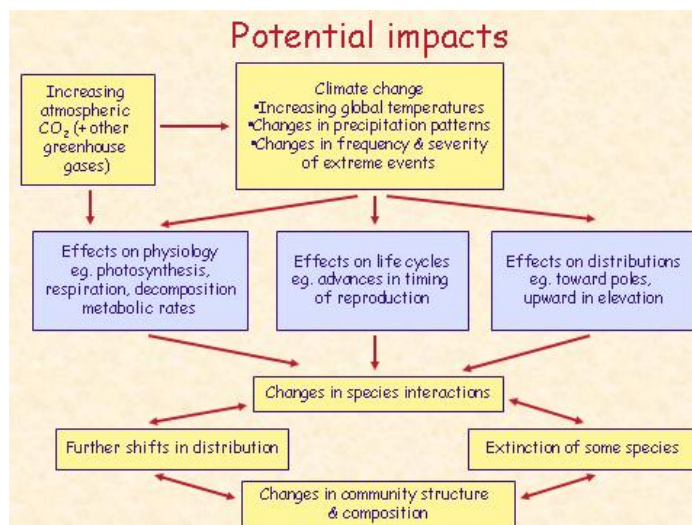 Potential impacts
Increasing
atmospheric
CO₂ (+ other
greenhouse
gases)
Climate change
•Increasing global temperatures
•Changes in precipitation patterns
•Changes in frequency & severity
of extreme events
Effects on physiology
eg. photosynthesis,
respiration, decomposition
metabolic rates
Effects on life cycles
eg. advances in timing
of reproduction
Effects on distributions
eg. toward poles,
upward in elevation
Changes in species interactions
Further shifts in distribution
Extinction of some species
Changes in community structure
& composition